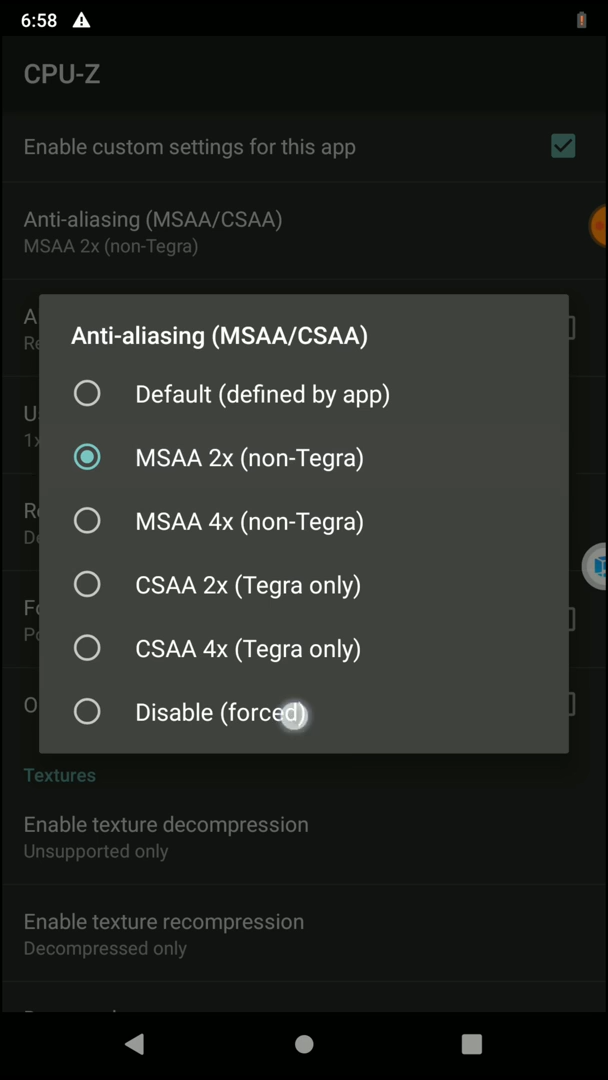 6:58
CPU-Z
Enable custom settings for this app
Anti-aliasing (MSAA/CSAA)
MSAA 2x (non-Tegra)
Anti-aliasing (MSAA/CSAA)
Default (defined by app)
MSAA 2x (non-Tegra)
MSAA 4x (non-Tegra)
CSAA 2x (Tegra only)
CSAA 4x (Tegra only)
Disable (forced)
Textures
Enable texture decompression
Unsupported only
Enable texture recompression
Decompressed only